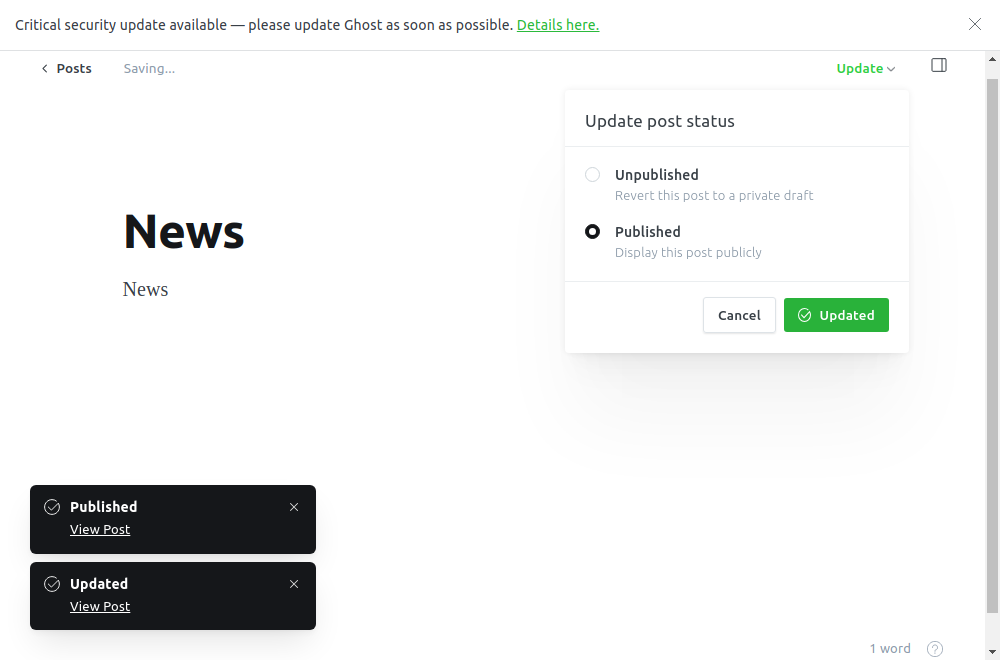 Critical security update available — please update Ghost as soon as possible. Details here.
Posts
Saving...
Update
Update post status
Unpublished
Revert this post to a private draft
Published
Display this post publicly
Cancel
Updated
News
News
Published
View Post
Updated
View Post
1 word
?